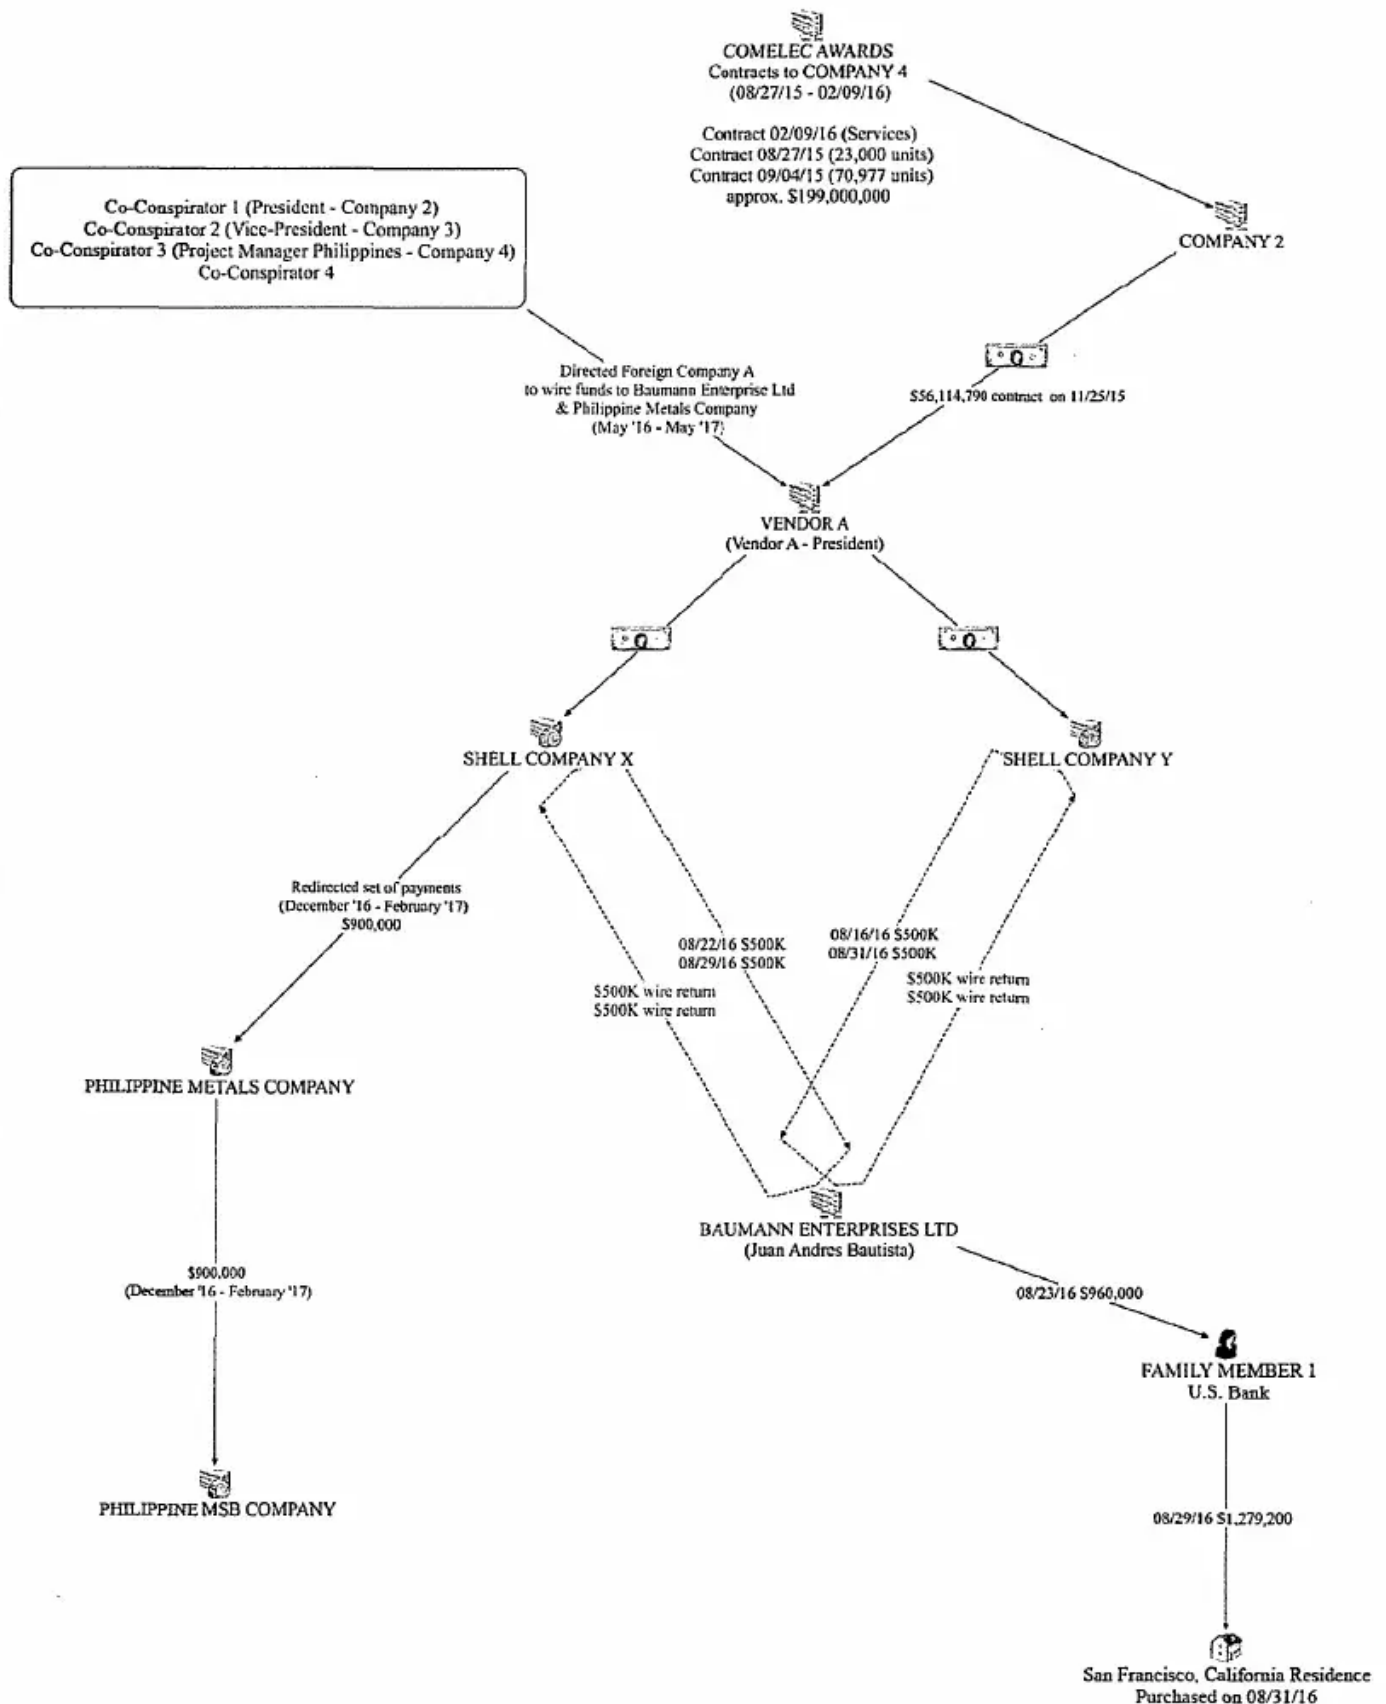 COMELEC AWARDS
Contracts to COMPANY 4
(08/27/15 - 02/09/16)
Contract 02/09/16 (Services)
Contract 08/27/15 (23,000 units)
Contract 09/04/15 (70,977 units)
approx. $199,000,000
Co-Conspirator 1 (President - Company 2)
Co-Conspirator 2 (Vice-President - Company 3)
Co-Conspirator 3 (Project Manager Philippines - Company 4)
Co-Conspirator 4
COMPANY 2
Directed Foreign Company A
to wire funds to Baumann Enterprise Ltd
& Philippine Metals Company
(May '16 - May '17)
$56,114,790 contract on 11/25/15
VENDOR A
(Vendor A - President)
SHELL COMPANY X
SHELL COMPANY Y
Redirected set of payments
(December '16 - February '17)
$900,000
08/22/16 $500K
08/29/16 $500K
08/16/16 $500K
08/31/16 $500K
$500K wire return
$500K wire return
$500K wire return
$500K wire return
PHILIPPINE METALS COMPANY
BAUMANN ENTERPRISES LTD
(Juan Andres Bautista)
$900,000
(December '16 - February '17)
08/23/16 $960,000
FAMILY MEMBER 1
U.S. Bank
PHILIPPINE MSB COMPANY
08/29/16 $1,279,200
San Francisco, California Residence
Purchased on 08/31/16